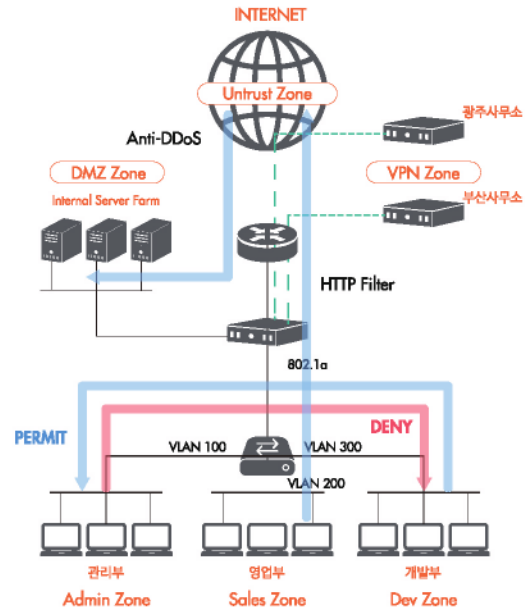 INTERNET
Untrust Zone
광주사무소
Anti-DDoS
DMZ Zone
VPN Zone
Internal Server Farm
부산사무소
HTTP Filter
802.1a
PERMIT
DENY
VLAN 100
VLAN 300
VLAN 200
관리부
영업부
개발부
Admin Zone
Sales Zone
Dev Zone